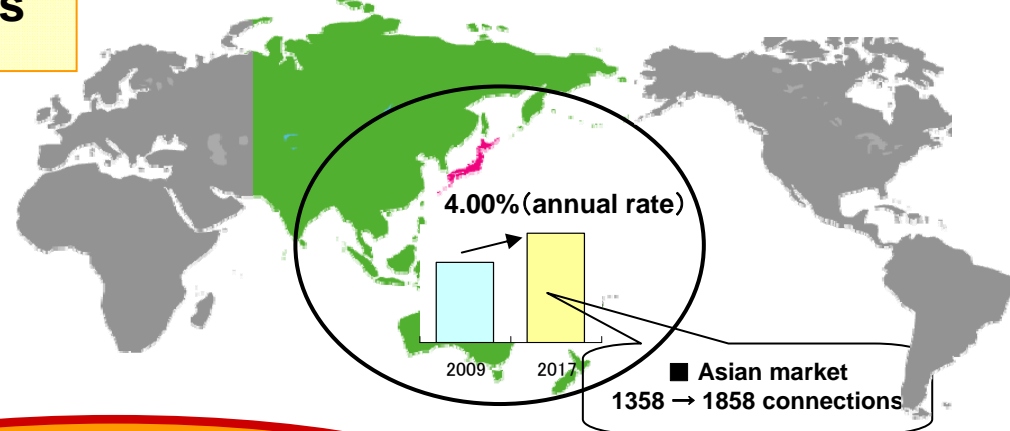 s
4.00%（annual rate）
2009 2017
■ Asian market
1358 → 1858 connections